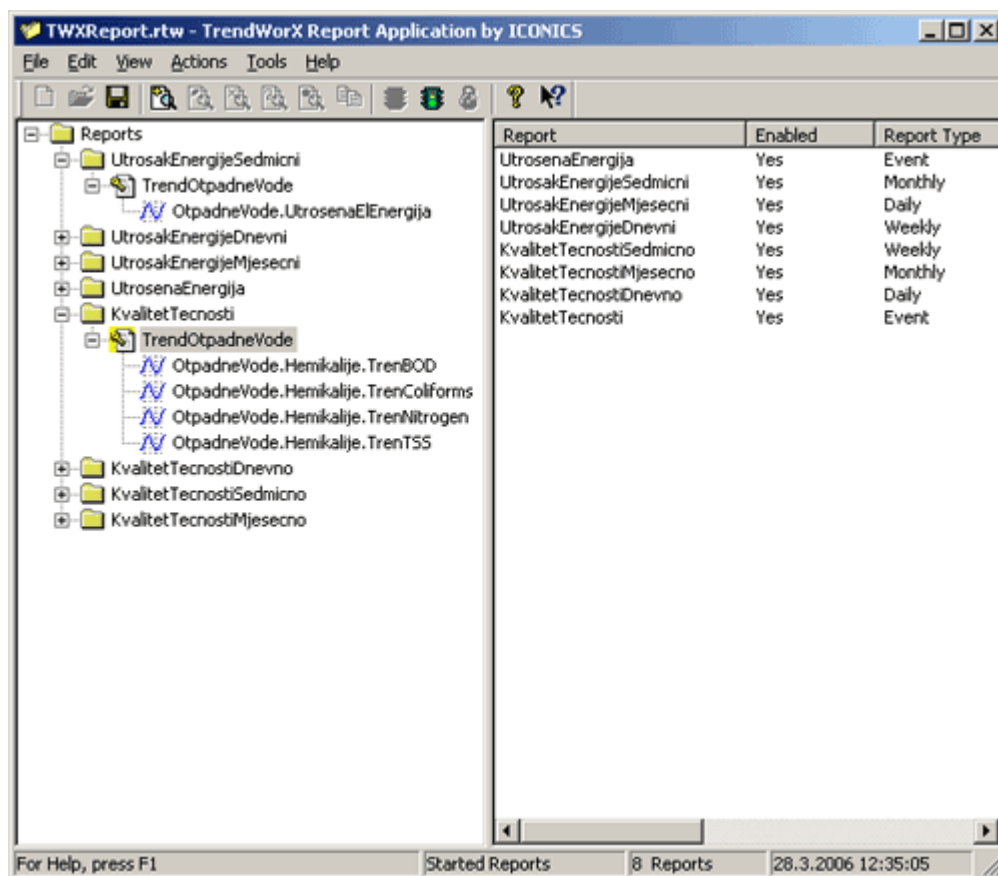 TWXReport.rtw - TrendWorX Report Application by ICONICS
File Edit View Actions Tools Help
Reports
UtrosakEnergijeSedmicni
TrendOtpadneVode
OtpadneVode.UtrosenaElEnergija
UtrosakEnergijeDnevni
UtrosakEnergijeMjesecni
UtrosenaEnergija
KvalitetTecnosti
TrendOtpadneVode
OtpadneVode.Hemikalije.TrenBOD
OtpadneVode.Hemikalije.TrenColiforms
OtpadneVode.Hemikalije.TrenNitrogen
OtpadneVode.Hemikalije.TrenTSS
KvalitetTecnostiDnevno
KvalitetTecnostiSedmicno
KvalitetTecnostiMjesecno
Report Enabled Report Type
UtrosenaEnergija Yes Event
UtrosakEnergijeSedmicni Yes Monthly
UtrosakEnergijeMjesecni Yes Daily
UtrosakEnergijeDnevni Yes Weekly
KvalitetTecnostiSedmicno Yes Weekly
KvalitetTecnostiMjesecno Yes Monthly
KvalitetTecnostiDnevno Yes Daily
KvalitetTecnosti Yes Event
For Help, press F1 Started Reports 8 Reports 28.3.2006 12:35:05